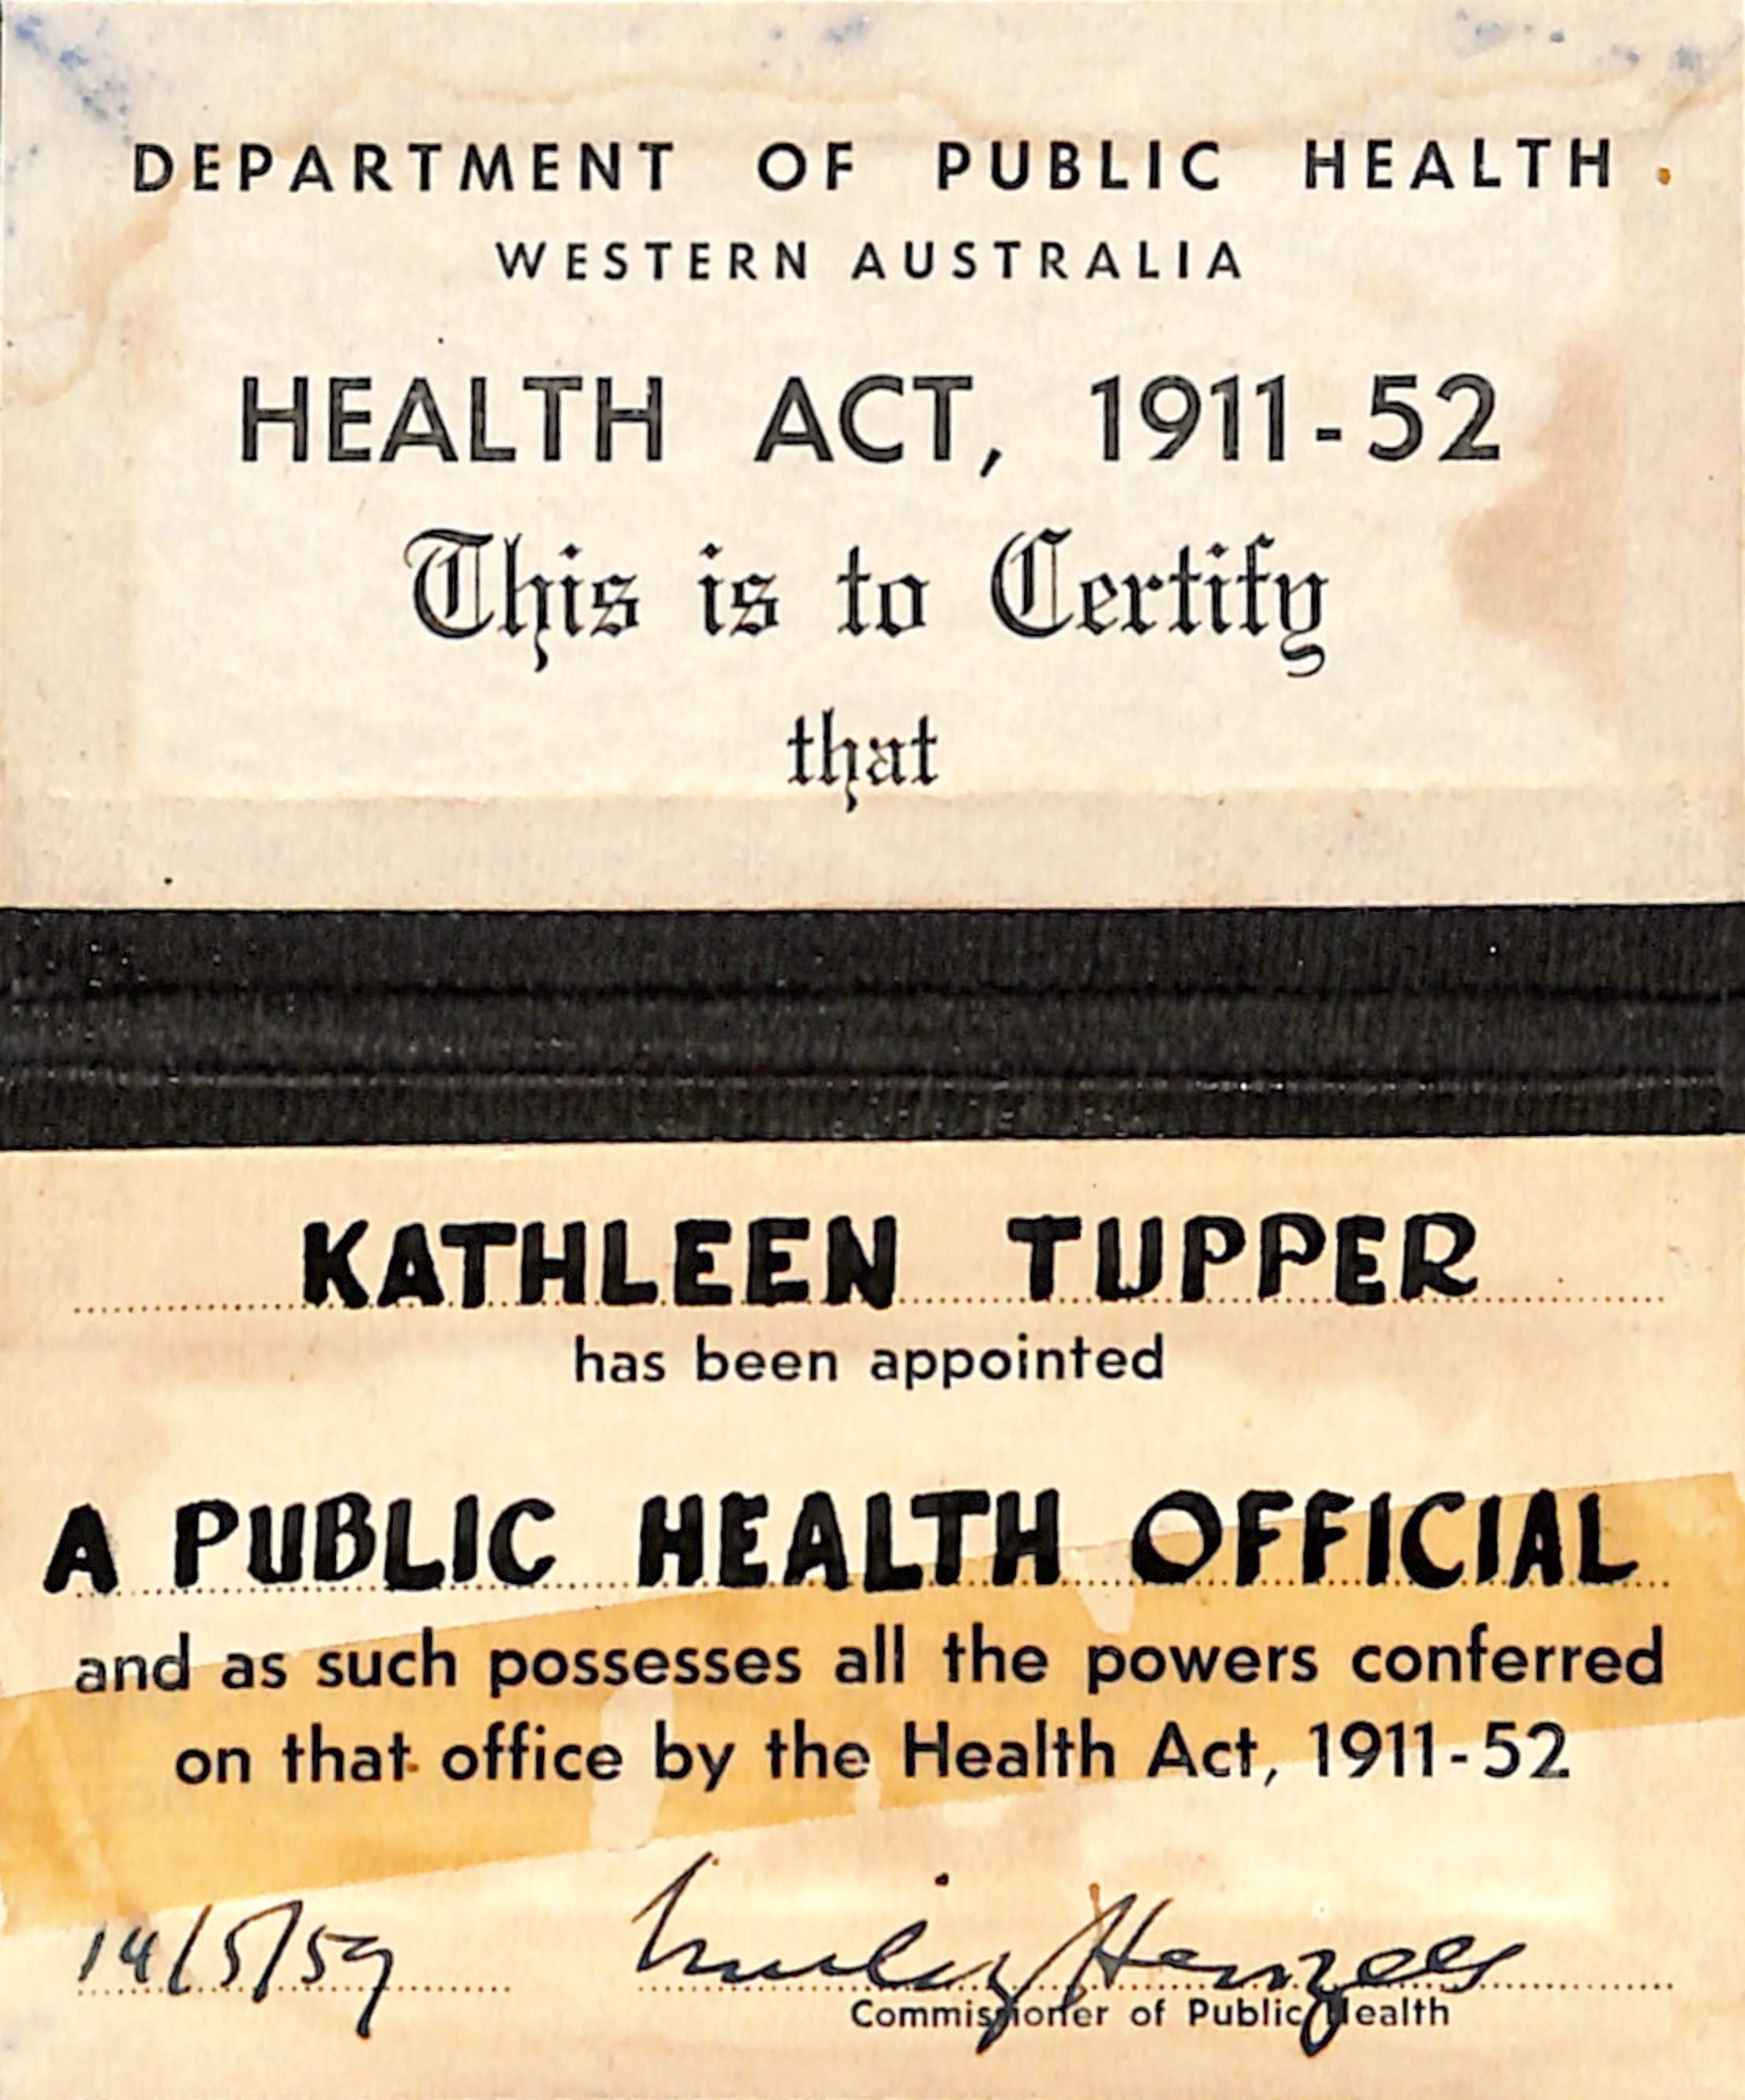 DEPARTMENT OF PUBLIC HEALTH
WESTERN AUSTRALIA
HEALTH ACT, 1911-52
This is to Certify
that
KATHLEEN TUPPER
has been appointed
A PUBLIC HEALTH OFFICIAL
and as such possesses all the powers conferred
on that office by the Health Act, 1911-52
14/5/59
Commissioner of Public Health